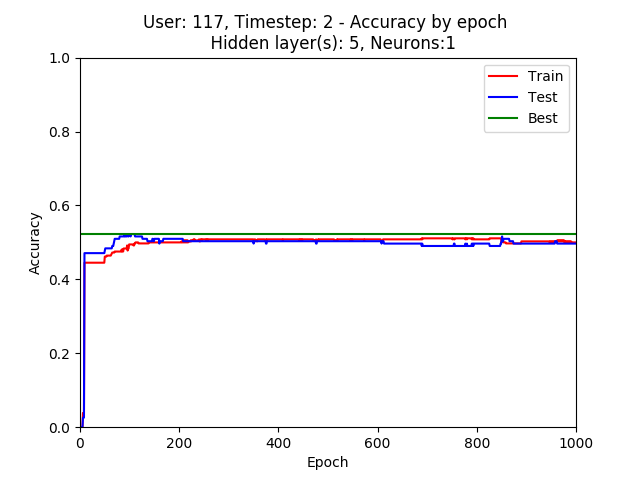 User: 117, Timestep: 2 - Accuracy by epoch
Hidden layer(s): 5, Neurons:1
1.0
0.8
0.6
0.4
0.2
0.0
Accuracy
Train
Test
Best
0 200 400 600 800 1000
Epoch